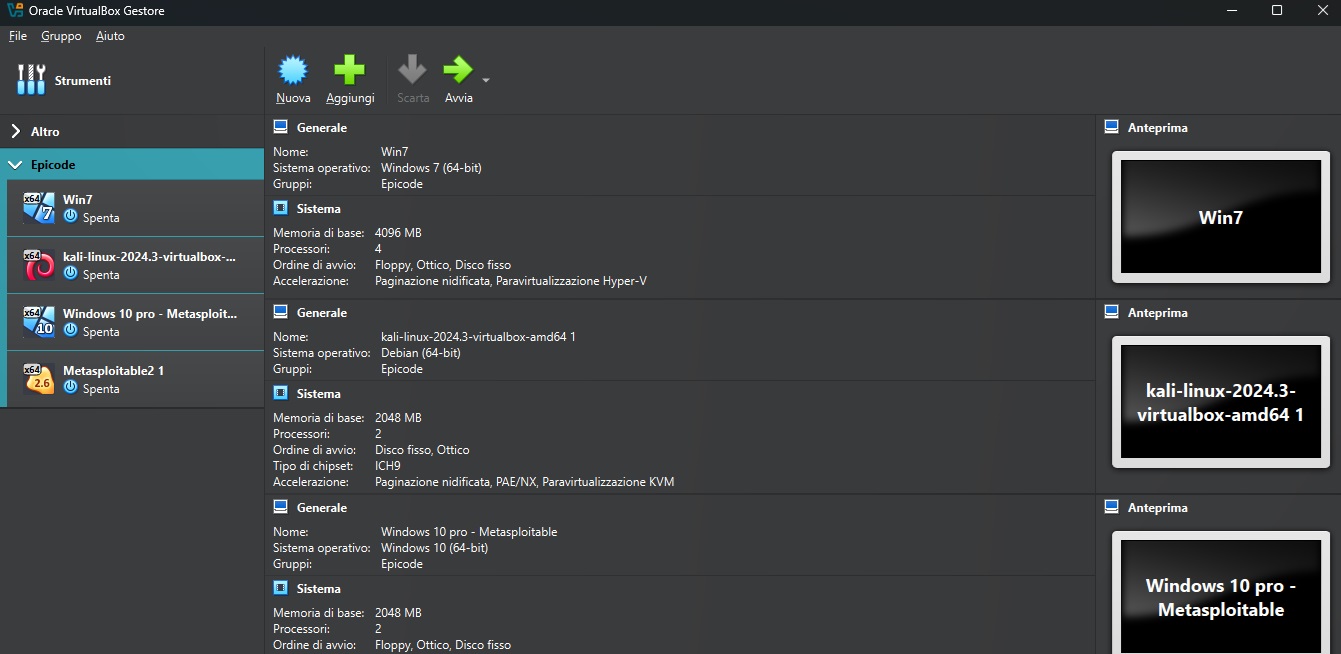 Oracle VirtualBox Gestore
File Gruppo Aiuto
Strumenti
Nuova Aggiungi Scarta Avvia
Altro
Epicode
x64 7
Win7
Spenta
x64
kali-linux-2024.3-virtualbox-...
Spenta
x64 10
Windows 10 pro - Metasploit...
Spenta
x64 2.6
Metasploitable2 1
Spenta
Generale
Nome: Win7
Sistema operativo: Windows 7 (64-bit)
Gruppi: Epicode
Sistema
Memoria di base: 4096 MB
Processori: 4
Ordine di avvio: Floppy, Ottico, Disco fisso
Accelerazione: Paginazione nidificata, Paravirtualizzazione Hyper-V
Anteprima
Win7
Generale
Nome: kali-linux-2024.3-virtualbox-amd64 1
Sistema operativo: Debian (64-bit)
Gruppi: Epicode
Sistema
Memoria di base: 2048 MB
Processori: 2
Ordine di avvio: Disco fisso, Ottico
Tipo di chipset: ICH9
Accelerazione: Paginazione nidificata, PAE/NX, Paravirtualizzazione KVM
Anteprima
kali-linux-2024.3-
virtualbox-amd64 1
Generale
Nome: Windows 10 pro - Metasploitable
Sistema operativo: Windows 10 (64-bit)
Gruppi: Epicode
Sistema
Memoria di base: 2048 MB
Processori: 2
Ordine di avvio: Floppy, Ottico, Disco fisso
Anteprima
Windows 10 pro -
Metasploitable